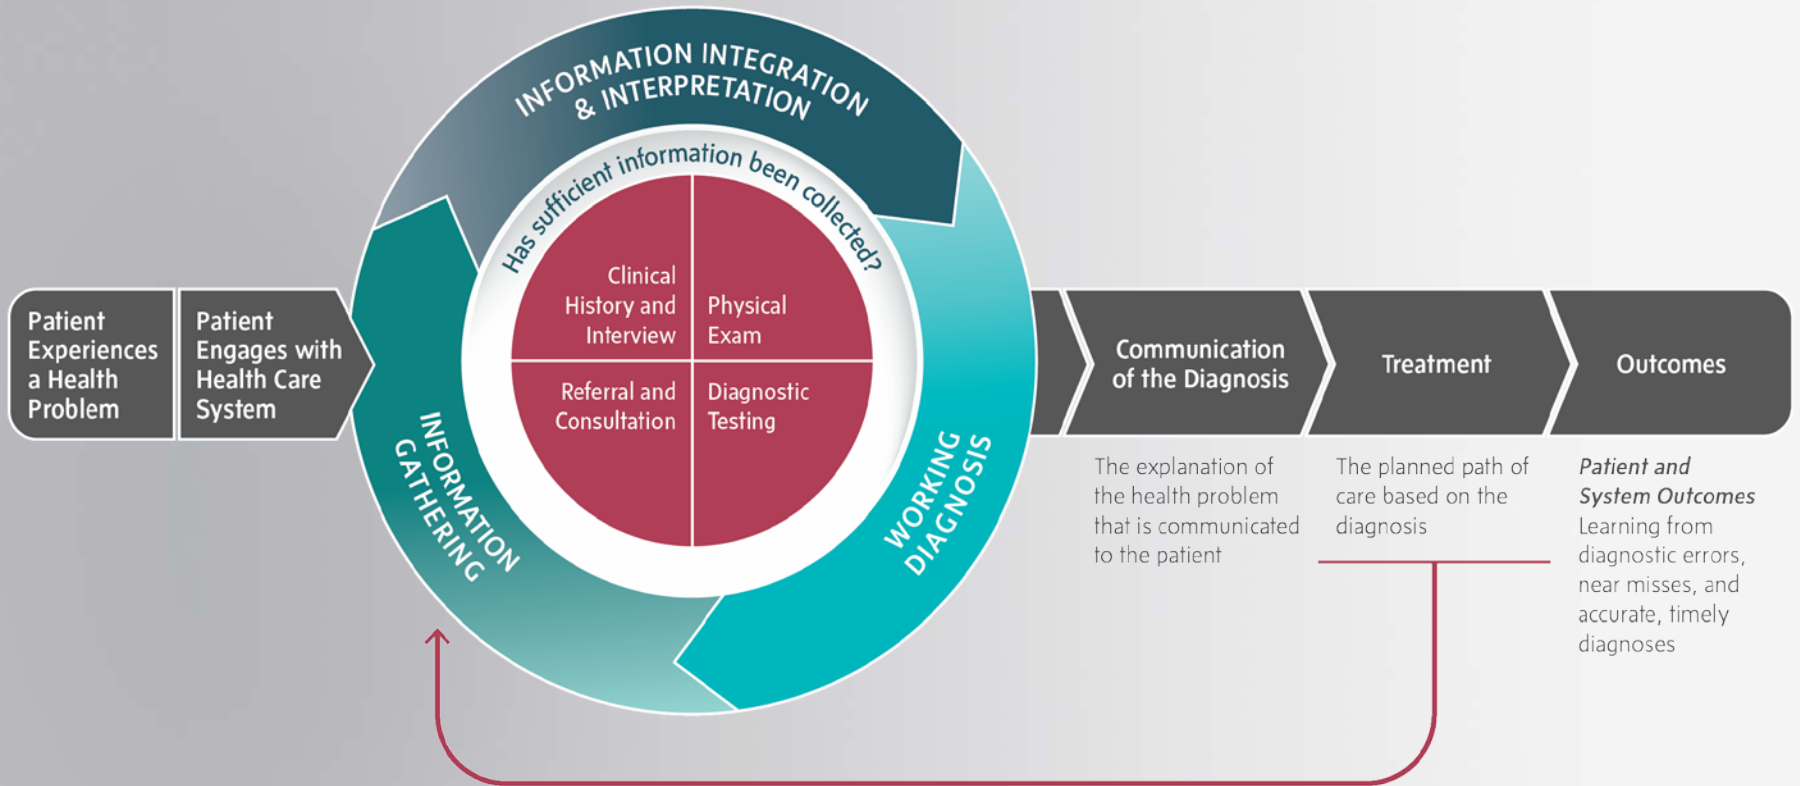 INFORMATION INTEGRATION
& INTERPRETATION
Has sufficient information been collected?
Clinical
History and
Interview
Physical
Exam
Referral and
Consultation
Diagnostic
Testing
Patient
Experiences
a Health
Problem
Patient
Engages with
Health Care
System
INFORMATION
GATHERING
WORKING
DIAGNOSIS
Communication
of the Diagnosis
Treatment
Outcomes
The explanation of
the health problem
that is communicated
to the patient
The planned path of
care based on the
diagnosis
Patient and
System Outcomes
Learning from
diagnostic errors,
near misses, and
accurate, timely
diagnoses